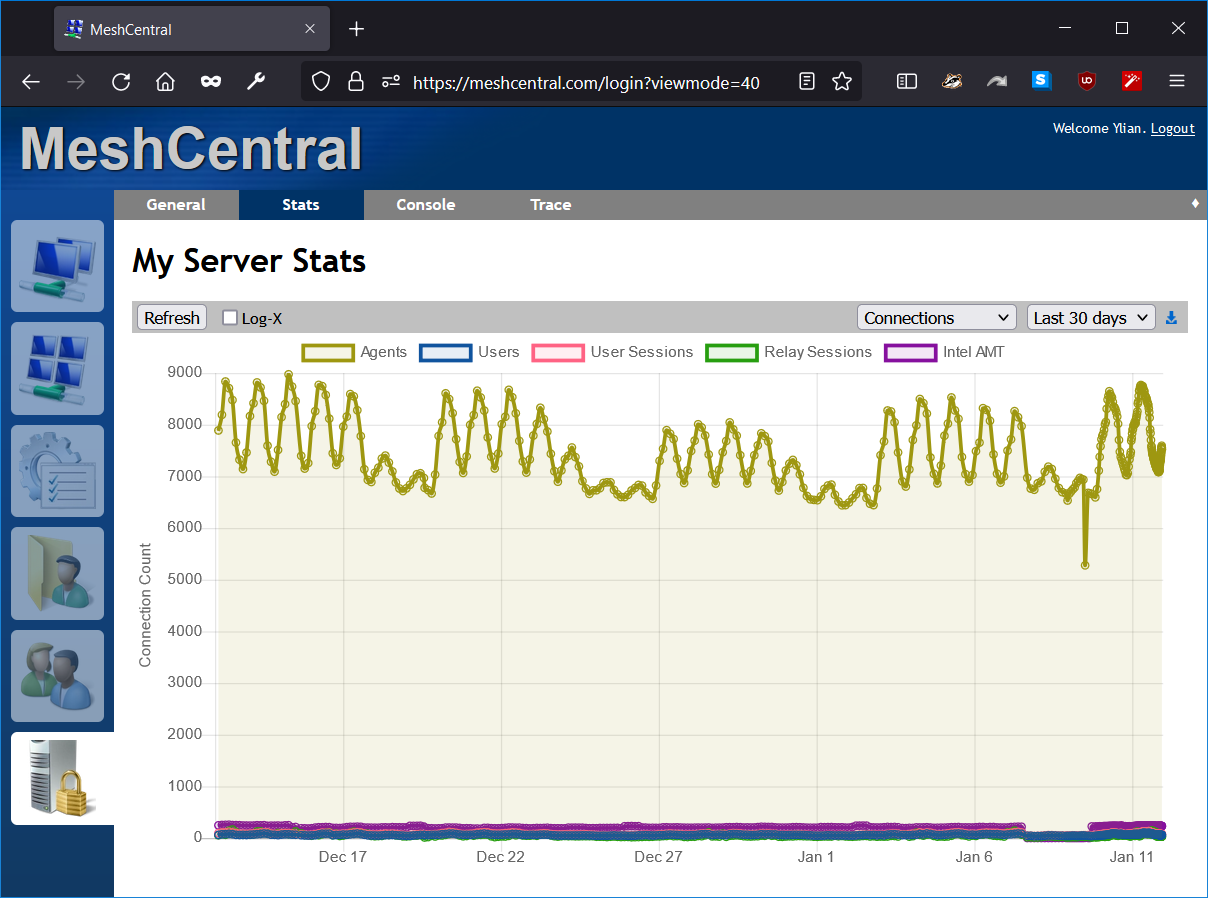 MeshCentral
https://meshcentral.com/login?viewmode=40
S
UD
MeshCentral
Welcome Ylian. Logout
General Stats Console Trace
My Server Stats
Refresh Log-X Connections Last 30 days
Agents Users User Sessions Relay Sessions Intel AMT
9000
8000
7000
6000
5000
4000
3000
2000
1000
0
Connection Count
Dec 17 Dec 22 Dec 27 Jan 1 Jan 6 Jan 11